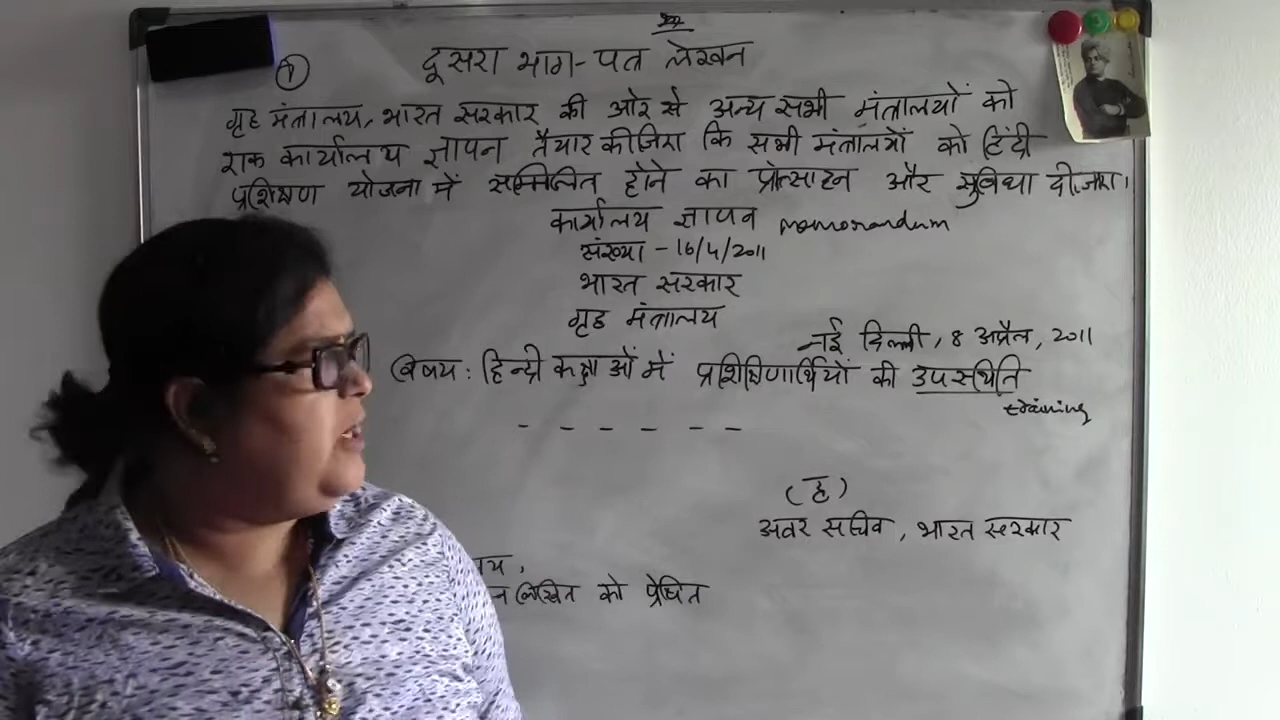 १
दूसरा भाग - पत्र लेखन
गृह मंत्रालय, भारत सरकार की ओर से अन्य सभी मंत्रालयों को
एक कार्यालय ज्ञापन तैयार कीजिए कि सभी मंत्रालयों को हिंदी
प्रशिक्षण योजना में सम्मिलित होने का प्रोत्साहन और सुविधा दी जाए।
कार्यालय ज्ञापन memorandum
संख्या - 16/4/2011
भारत सरकार
गृह मंत्रालय
नई दिल्ली, 8 अप्रैल, 2011
विषय: हिन्दी कक्षाओं में प्रशिक्षिणार्थियों की उपस्थिति
training
- - - - - -
(ह)
अवर सचिव, भारत सरकार
लिखित को प्रेषित